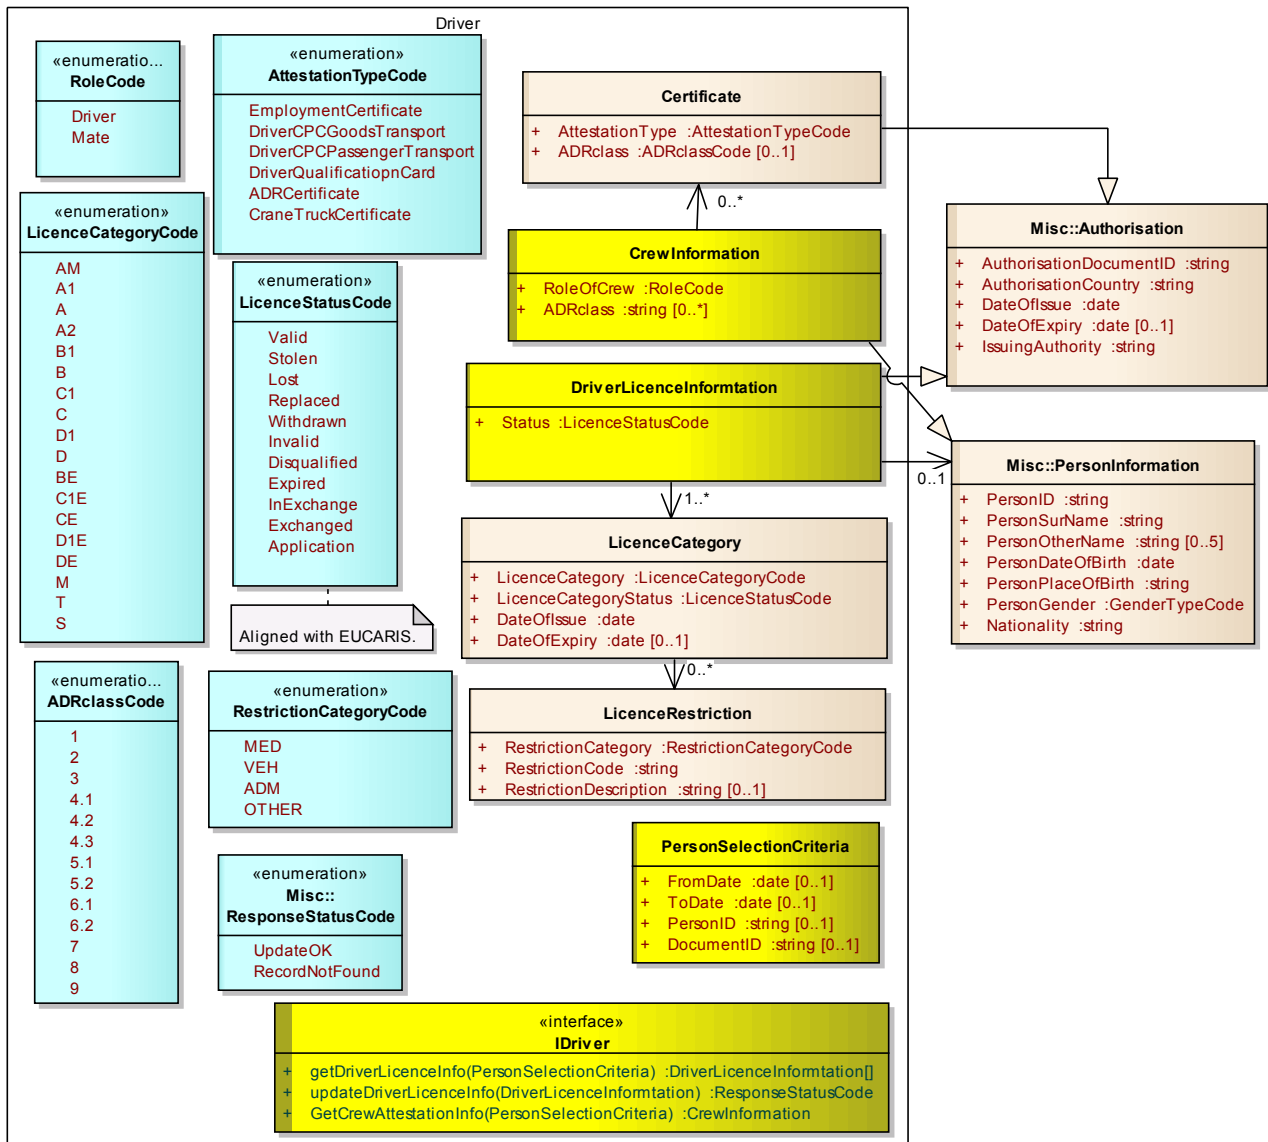 Driver
«enumeratio...
RoleCode
Driver
Mate
«enumeration»
AttestationTypeCode
EmploymentCertificate
DriverCPCGoodsTransport
DriverCPCPassengerTransport
DriverQualificatiopnCard
ADRCertificate
CraneTruckCertificate
Certificate
+ AttestationType :AttestationTypeCode
+ ADRclass :ADRclassCode [0..1]
0..*
«enumeration»
LicenceCategoryCode
AM
A1
A
A2
B1
B
C1
C
D1
D
BE
C1E
CE
D1E
DE
M
T
S
«enumeration»
LicenceStatusCode
Valid
Stolen
Lost
Replaced
Withdrawn
Invalid
Disqualified
Expired
InExchange
Exchanged
Application
Aligned with EUCARIS.
CrewInformation
+ RoleOfCrew :RoleCode
+ ADRclass :string [0..*]
Misc::Authorisation
+ AuthorisationDocumentID :string
+ AuthorisationCountry :string
+ DateOfIssue :date
+ DateOfExpiry :date [0..1]
+ IssuingAuthority :string
DriverLicenceInformtation
+ Status :LicenceStatusCode
0..1
1..*
Misc::PersonInformation
+ PersonID :string
+ PersonSurName :string
+ PersonOtherName :string [0..5]
+ PersonDateOfBirth :date
+ PersonPlaceOfBirth :string
+ PersonGender :GenderTypeCode
+ Nationality :string
LicenceCategory
+ LicenceCategory :LicenceCategoryCode
+ LicenceCategoryStatus :LicenceStatusCode
+ DateOfIssue :date
+ DateOfExpiry :date [0..1]
0..*
«enumeratio...
ADRclassCode
1
2
3
4.1
4.2
4.3
5.1
5.2
6.1
6.2
7
8
9
«enumeration»
RestrictionCategoryCode
MED
VEH
ADM
OTHER
LicenceRestriction
+ RestrictionCategory :RestrictionCategoryCode
+ RestrictionCode :string
+ RestrictionDescription :string [0..1]
«enumeration»
Misc::
ResponseStatusCode
UpdateOK
RecordNotFound
PersonSelectionCriteria
+ FromDate :date [0..1]
+ ToDate :date [0..1]
+ PersonID :string [0..1]
+ DocumentID :string [0..1]
«interface»
IDriver
+ getDriverLicenceInfo(PersonSelectionCriteria) :DriverLicenceInformtation[]
+ updateDriverLicenceInfo(DriverLicenceInformtation) :ResponseStatusCode
+ GetCrewAttestationInfo(PersonSelectionCriteria) :CrewInformation